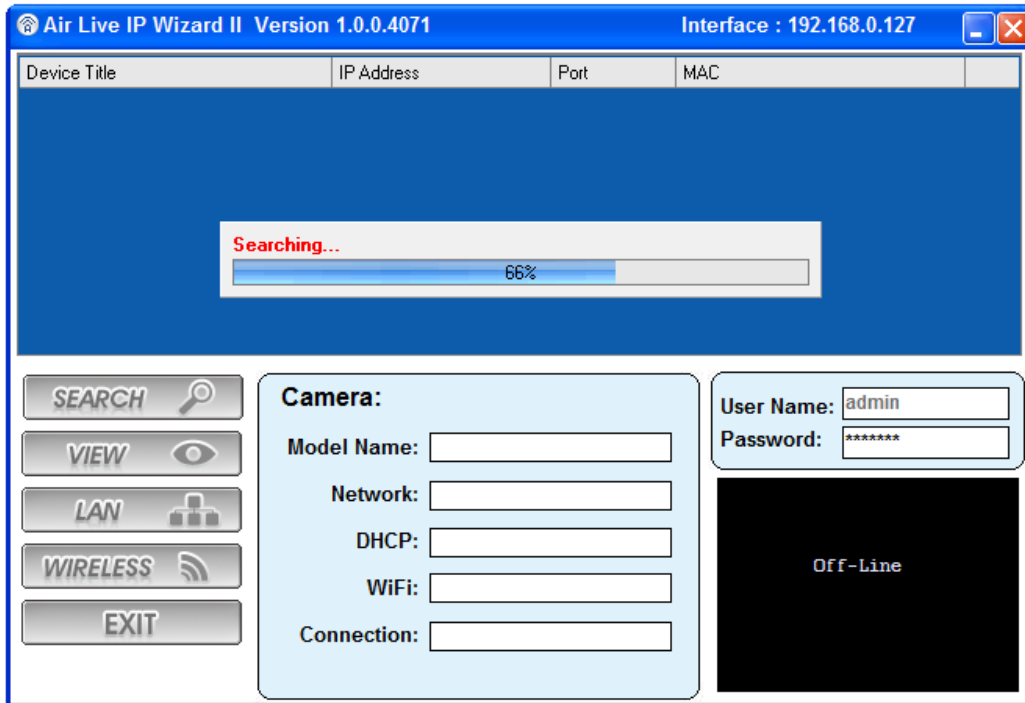 Air Live IP Wizard II Version 1.0.0.4071 Interface : 192.168.0.127
Device Title IP Address Port MAC
Searching...
66%
SEARCH
VIEW
LAN
WIRELESS
EXIT
Camera:
Model Name:
Network:
DHCP:
WiFi:
Connection:
User Name: admin
Password: *******
Off-Line